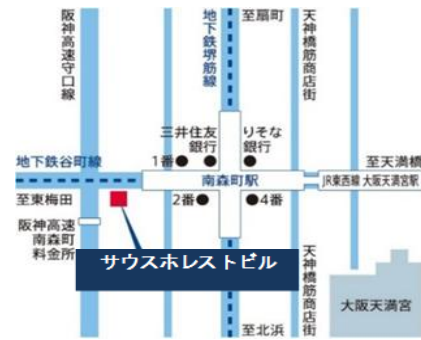 阪神高速守口線
地下鉄堺筋線
至扇町
天神橋筋商店街
三井住友
銀行
りそな
銀行
地下鉄谷町線
1番
至天満橋
南森町駅
JR東西線 大阪天満宮駅
至東梅田
2番
4番
阪神高速
南森町
料金所
サウスホレストビル
天神橋筋商店街
大阪天満宮
至北浜